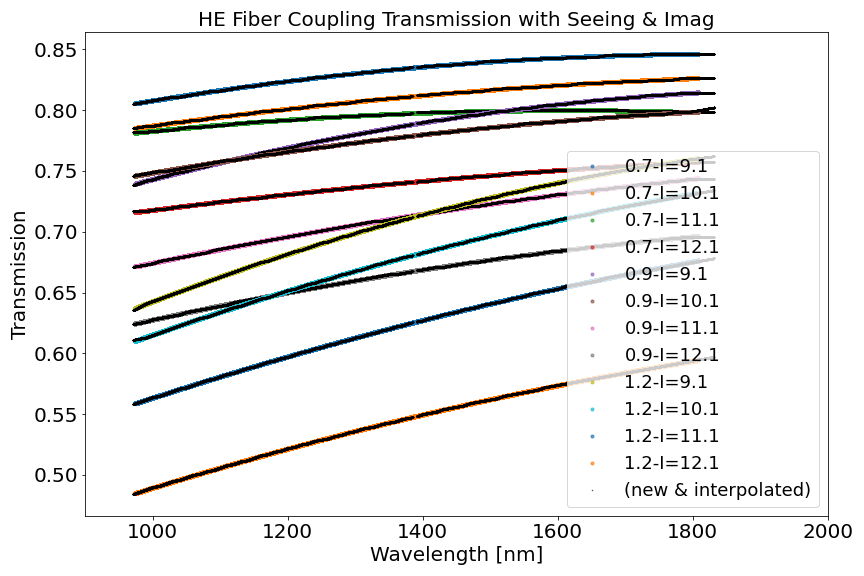 HE Fiber Coupling Transmission with Seeing & Imag
0.85
0.80
0.75
0.70
0.65
0.60
0.55
0.50
Transmission
0.7-I=9.1
0.7-I=10.1
0.7-I=11.1
0.7-I=12.1
0.9-I=9.1
0.9-I=10.1
0.9-I=11.1
0.9-I=12.1
1.2-I=9.1
1.2-I=10.1
1.2-I=11.1
1.2-I=12.1
(new & interpolated)
1000 1200 1400 1600 1800 2000
Wavelength [nm]